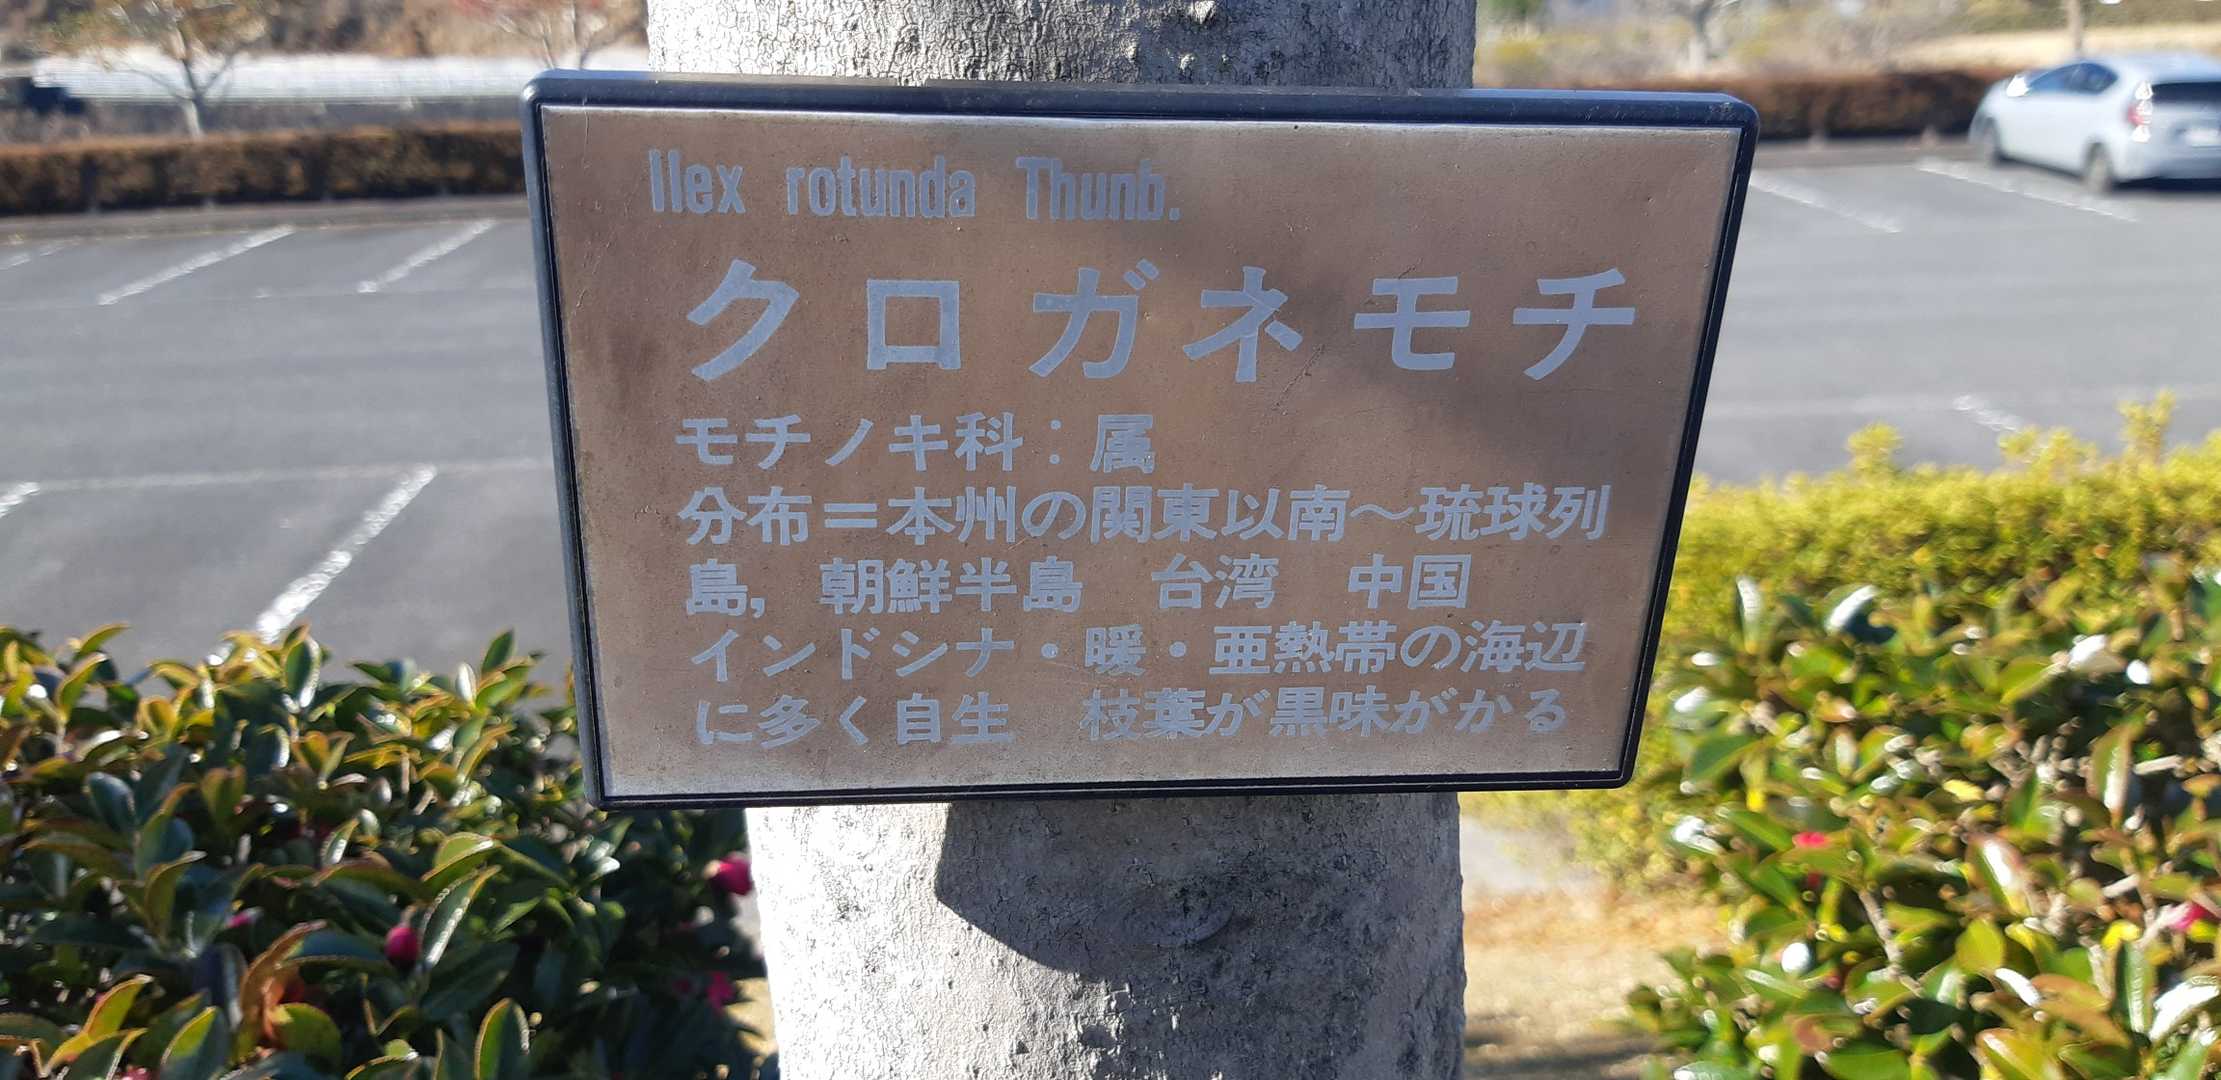 Ilex rotunda Thunb.
クロガネモチ
モチノキ科：属
分布＝本州の関東以南～琉球列
島，朝鮮半島　台湾　中国
インドシナ・暖・亜熱帯の海辺
に多く自生　枝葉が黒味がかる